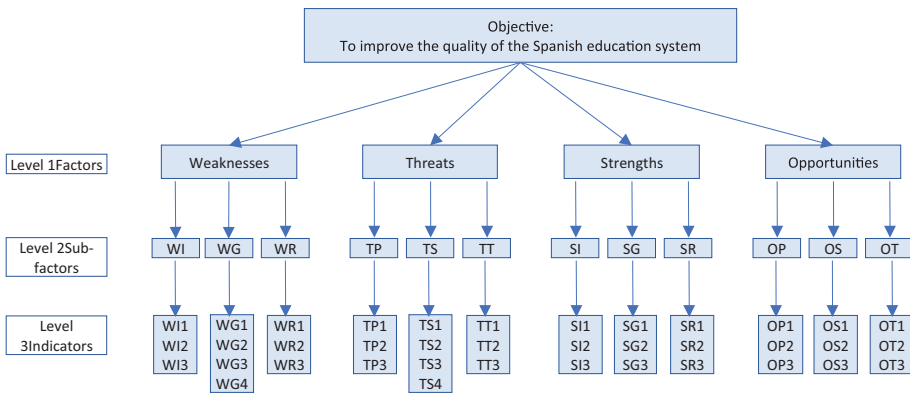 Objective:
To improve the quality of the Spanish education system
Level 1Factors
Weaknesses
Threats
Strengths
Opportunities
Level 2Sub-
factors
WI
WG
WR
TP
TS
TT
SI
SG
SR
OP
OS
OT
Level
3Indicators
WI1
WI2
WI3
WG1
WG2
WG3
WG4
WR1
WR2
WR3
TP1
TP2
TP3
TS1
TS2
TS3
TS4
TT1
TT2
TT3
SI1
SI2
SI3
SG1
SG2
SG3
SR1
SR2
SR3
OP1
OP2
OP3
OS1
OS2
OS3
OT1
OT2
OT3